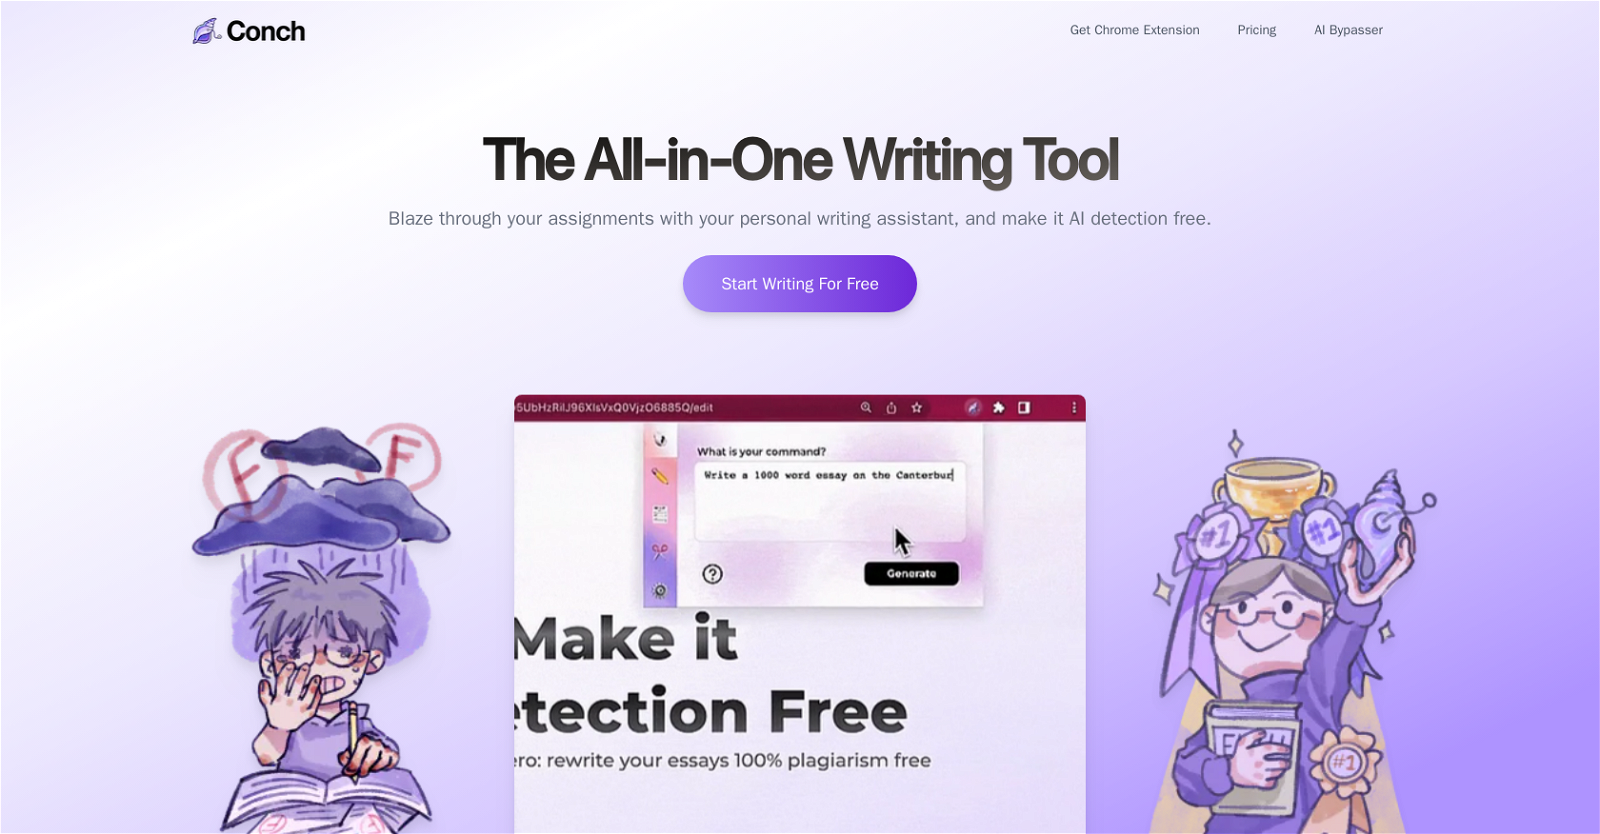 Conch
Get Chrome Extension
Pricing
AI Bypasser
The All-in-One Writing Tool
Blaze through your assignments with your personal writing assistant, and make it AI detection free.
Start Writing For Free
5UbHzRilJ96XIsVxQ0VjzO6885Q/edit
What is your command?
Write a 1000 word essay on the Canterbur
Generate
Make it
etection Free
ero: rewrite your essays 100% plagiarism free
F
F
#1
#1
#1